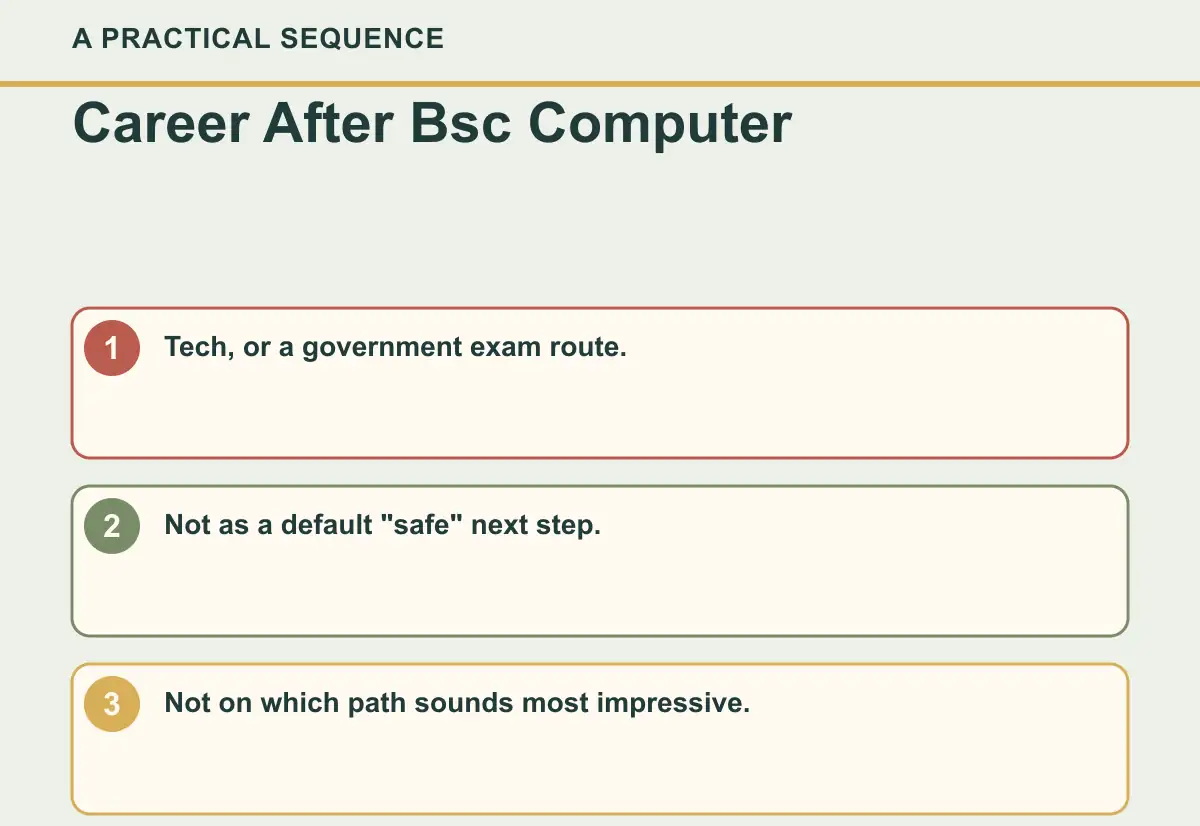 A PRACTICAL SEQUENCE
Career After Bsc Computer
1 Tech, or a government exam route.
2 Not as a default "safe" next step.
3 Not on which path sounds most impressive.